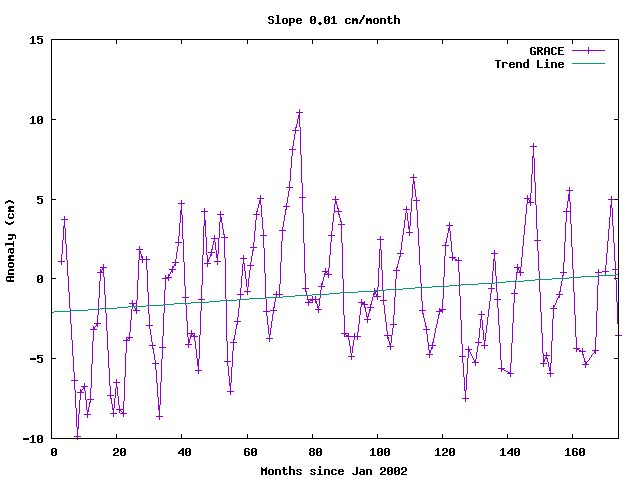 Slope 0.01 cm/month
15
10
5
0
-5
-10
Anomaly (cm)
GRACE
Trend Line
0 20 40 60 80 100 120 140 160
Months since Jan 2002